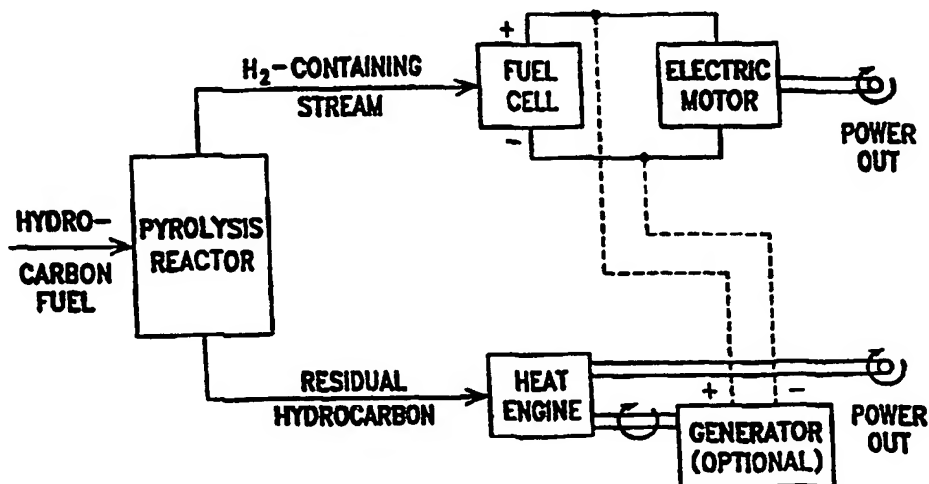 HYDRO-
CARBON
FUEL
PYROLYSIS
REACTOR
H₂-CONTAINING
STREAM
+
FUEL
CELL
-
ELECTRIC
MOTOR
POWER
OUT
RESIDUAL
HYDROCARBON
HEAT
ENGINE
+ -
GENERATOR
(OPTIONAL)
POWER
OUT